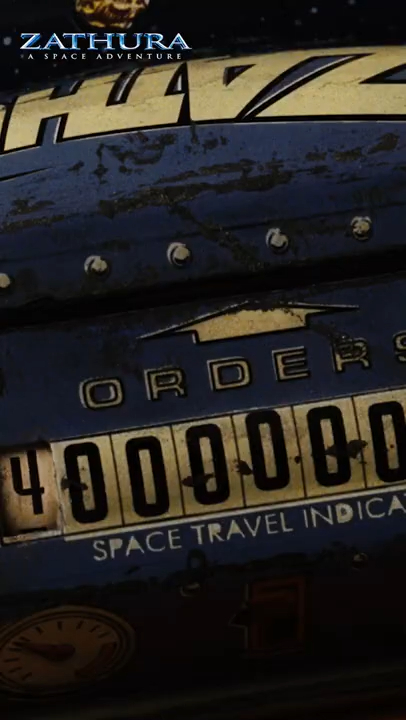 ZATHURA
A SPACE ADVENTURE
ORDERS
4000000
SPACE TRAVEL INDICA